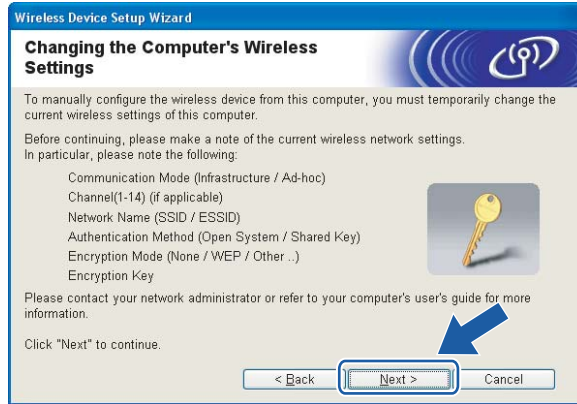 Wireless Device Setup Wizard
Changing the Computer's Wireless
Settings
To manually configure the wireless device from this computer, you must temporarily change the
current wireless settings of this computer.
Before continuing, please make a note of the current wireless network settings.
In particular, please note the following:
Communication Mode (Infrastructure / Ad-hoc)
Channel(1-14) (if applicable)
Network Name (SSID / ESSID)
Authentication Method (Open System / Shared Key)
Encryption Mode (None / WEP / Other ..)
Encryption Key
Please contact your network administrator or refer to your computer's user's guide for more
information.
Click "Next" to continue.
< Back Next > Cancel